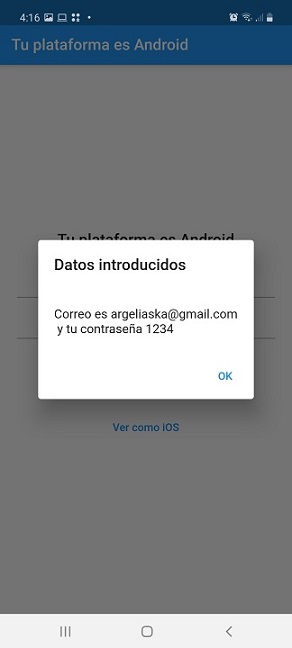 4:16
Tu plataforma es Android
Tu plataforma es Android
Datos introducidos
Correo es argeliaska@gmail.com
y tu contraseña 1234
OK
Ver como iOS